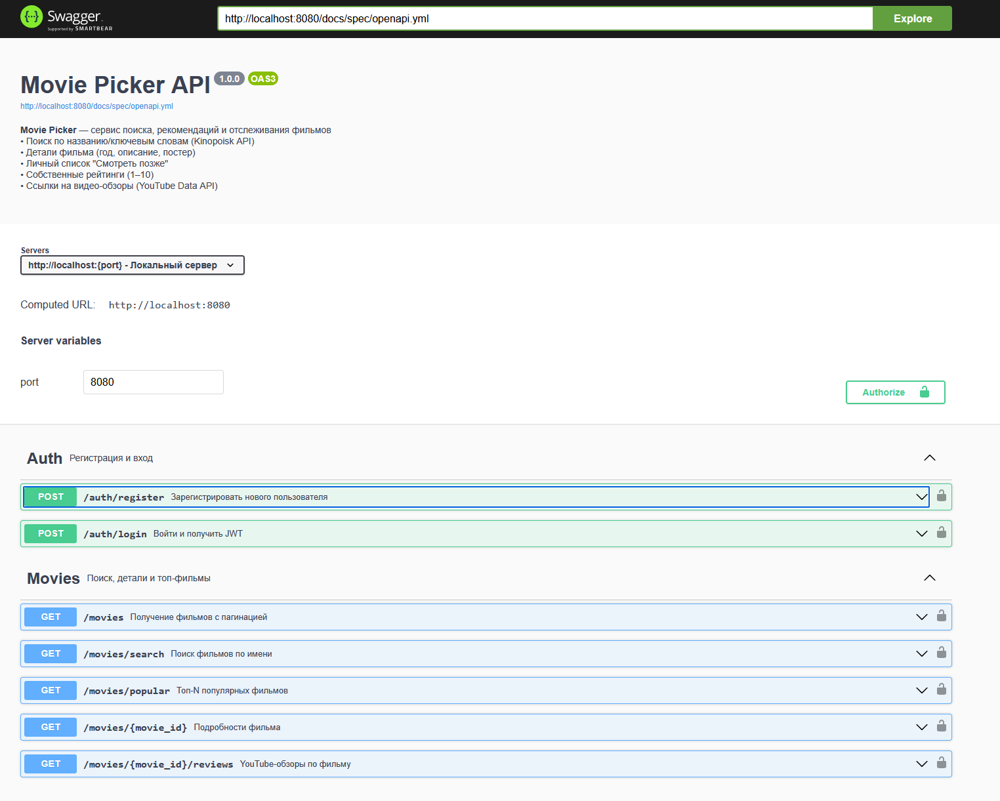 Swagger.
Supported by SMARTBEAR
http://localhost:8080/docs/spec/openapi.yml
Explore
Movie Picker API 1.0.0 OAS3
http://localhost:8080/docs/spec/openapi.yml
Movie Picker — сервис поиска, рекомендаций и отслеживания фильмов
• Поиск по названию/ключевым словам (Kinopoisk API)
• Детали фильма (год, описание, постер)
• Личный список "Смотреть позже"
• Собственные рейтинги (1–10)
• Ссылки на видео-обзоры (YouTube Data API)
Servers
http://localhost:{port} - Локальный сервер
Computed URL: http://localhost:8080
Server variables
port 8080
Authorize
Auth Регистрация и вход
POST /auth/register Зарегистрировать нового пользователя
POST /auth/login Войти и получить JWT
Movies Поиск, детали и топ-фильмы
GET /movies Получение фильмов с пагинацией
GET /movies/search Поиск фильмов по имени
GET /movies/popular Топ-N популярных фильмов
GET /movies/{movie_id} Подробности фильма
GET /movies/{movie_id}/reviews YouTube-обзоры по фильму